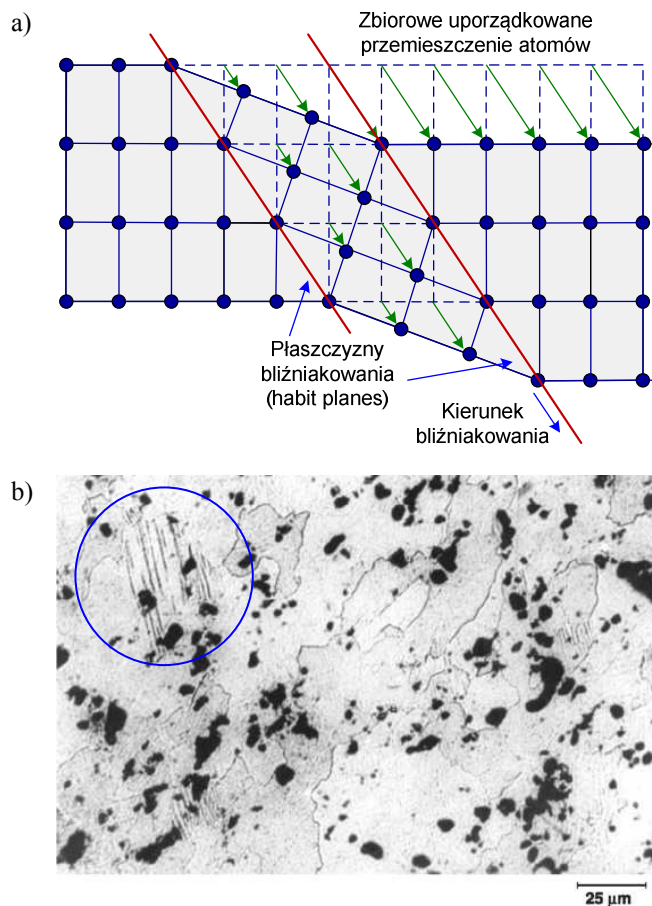 a)
Zbiorowe uporządkowane
przemieszczenie atomów
Płaszczyzny
bliźniakowania
(habit planes)
Kierunek
bliźniakowania
b)
25 μm